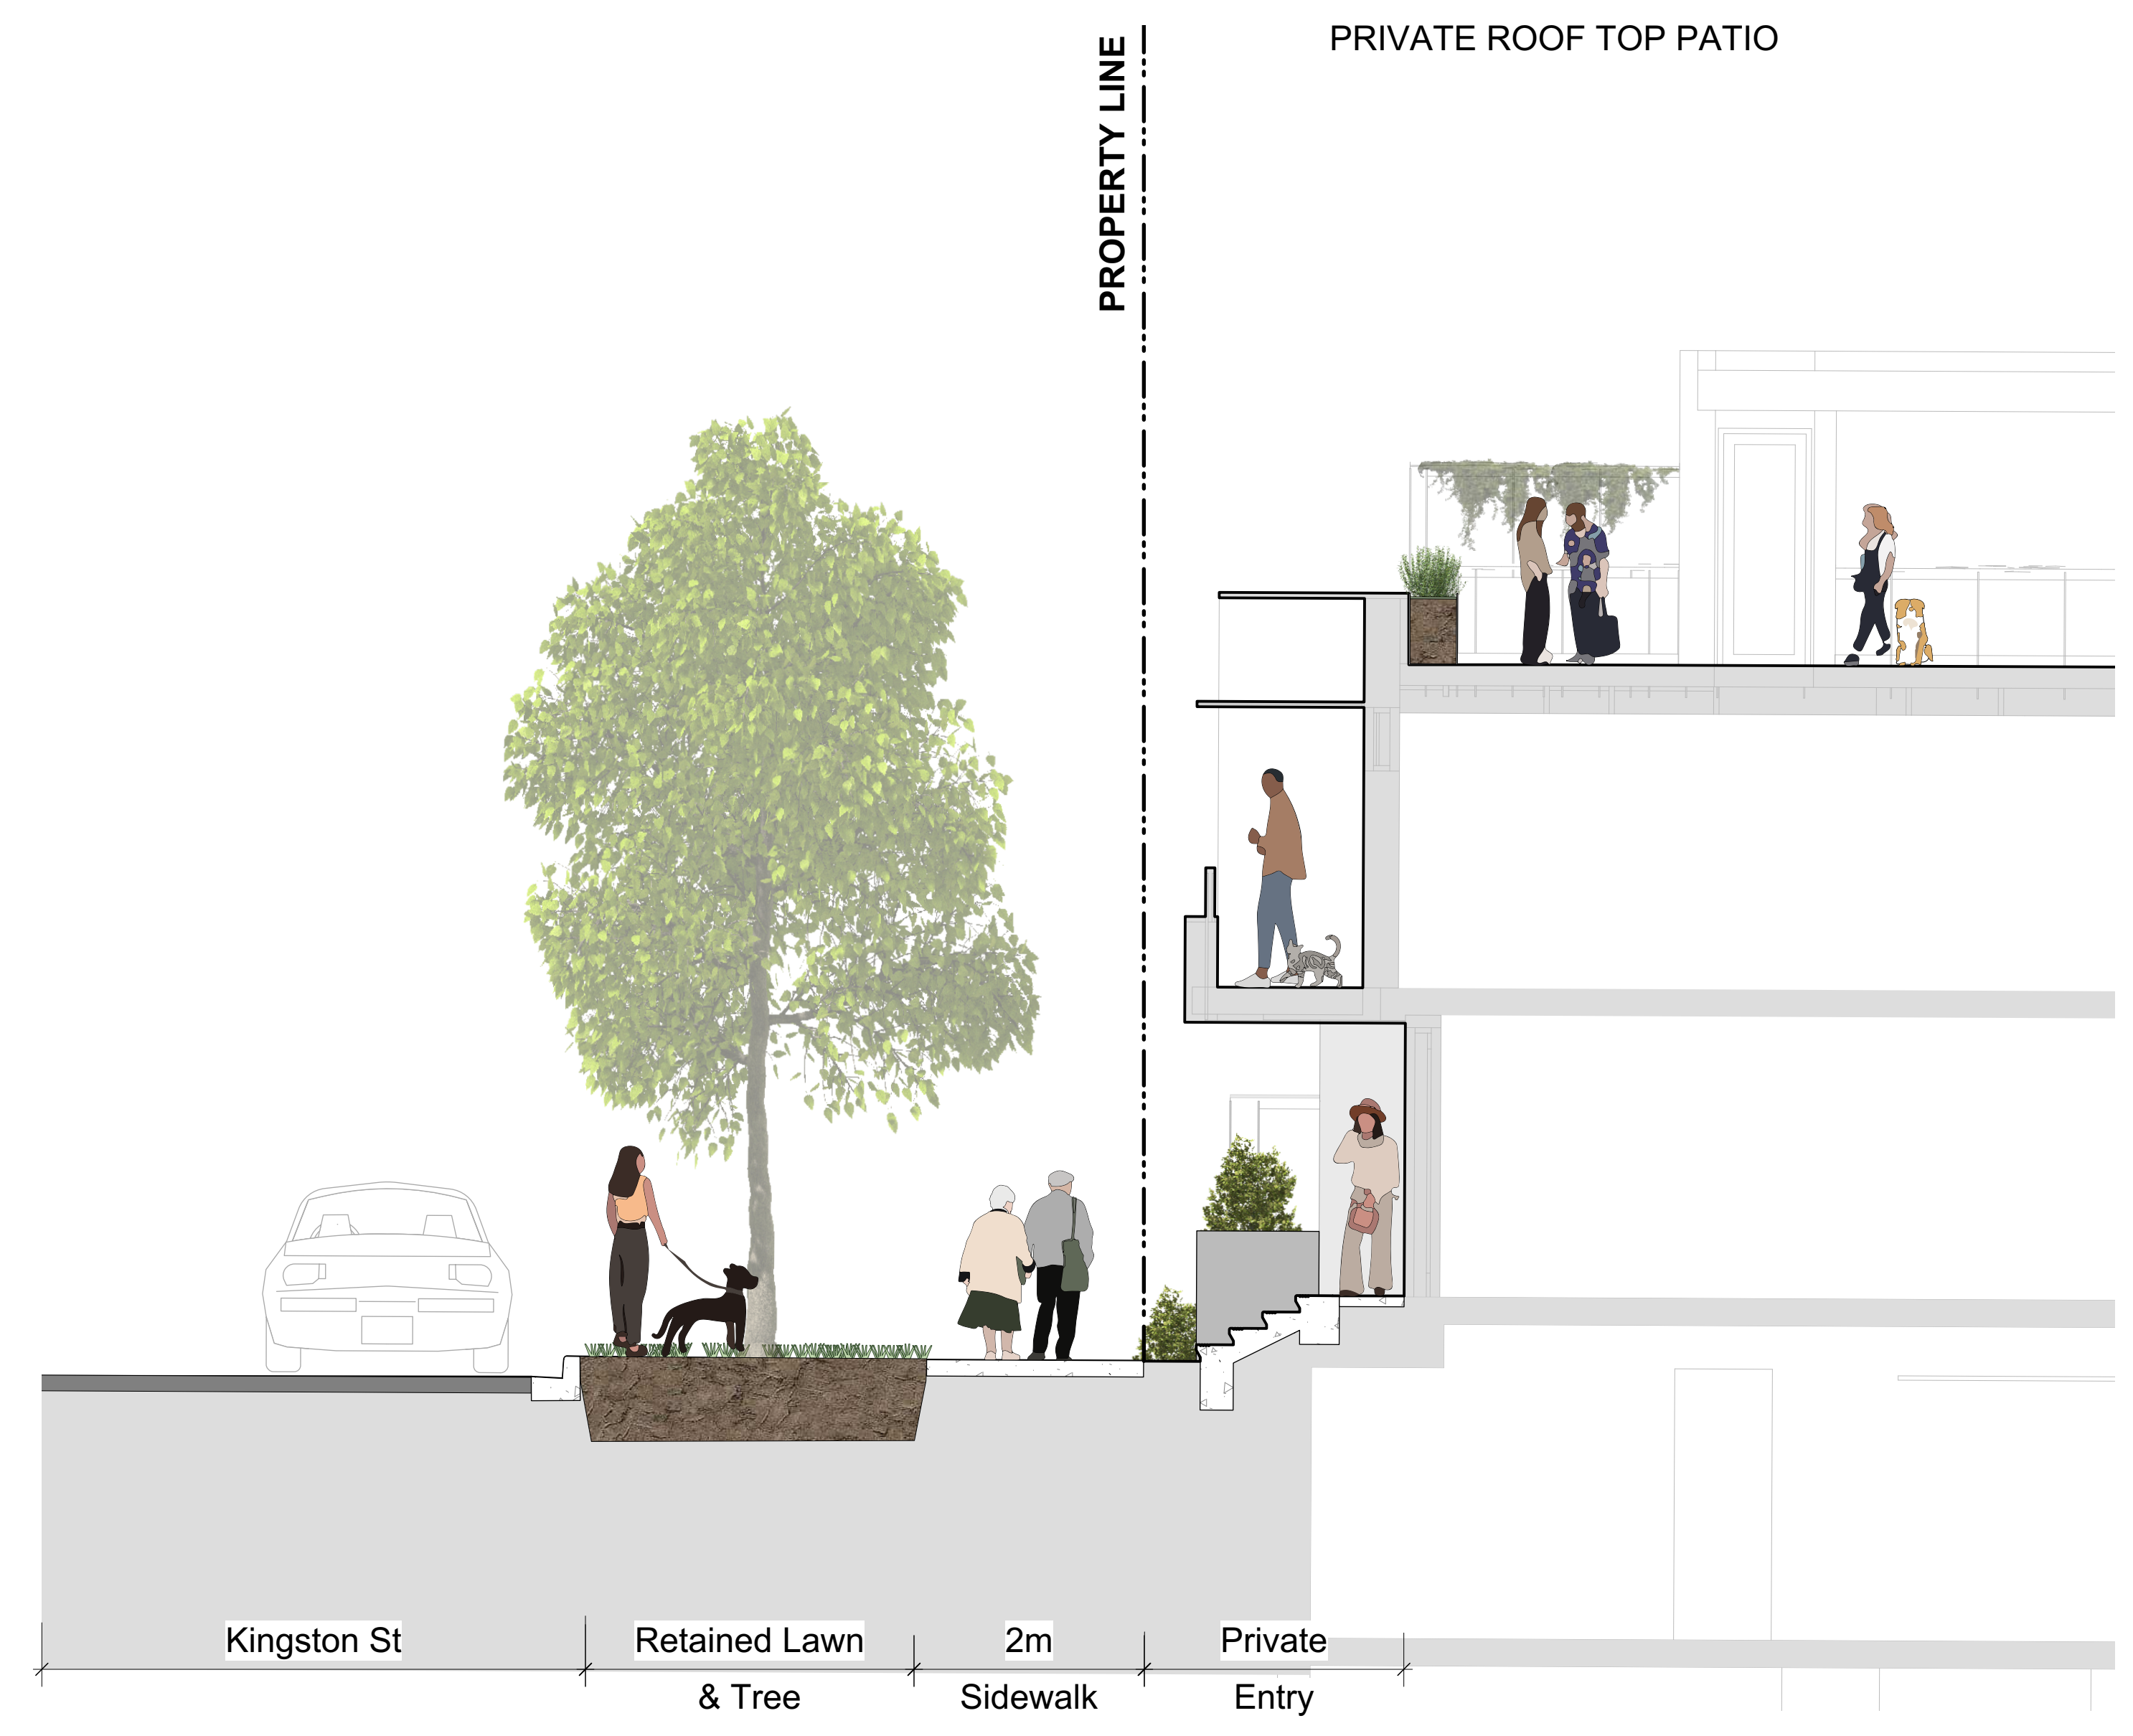 PRIVATE ROOF TOP PATIO
PROPERTY LINE
Kingston St
Retained Lawn
& Tree
2m
Sidewalk
Private
Entry